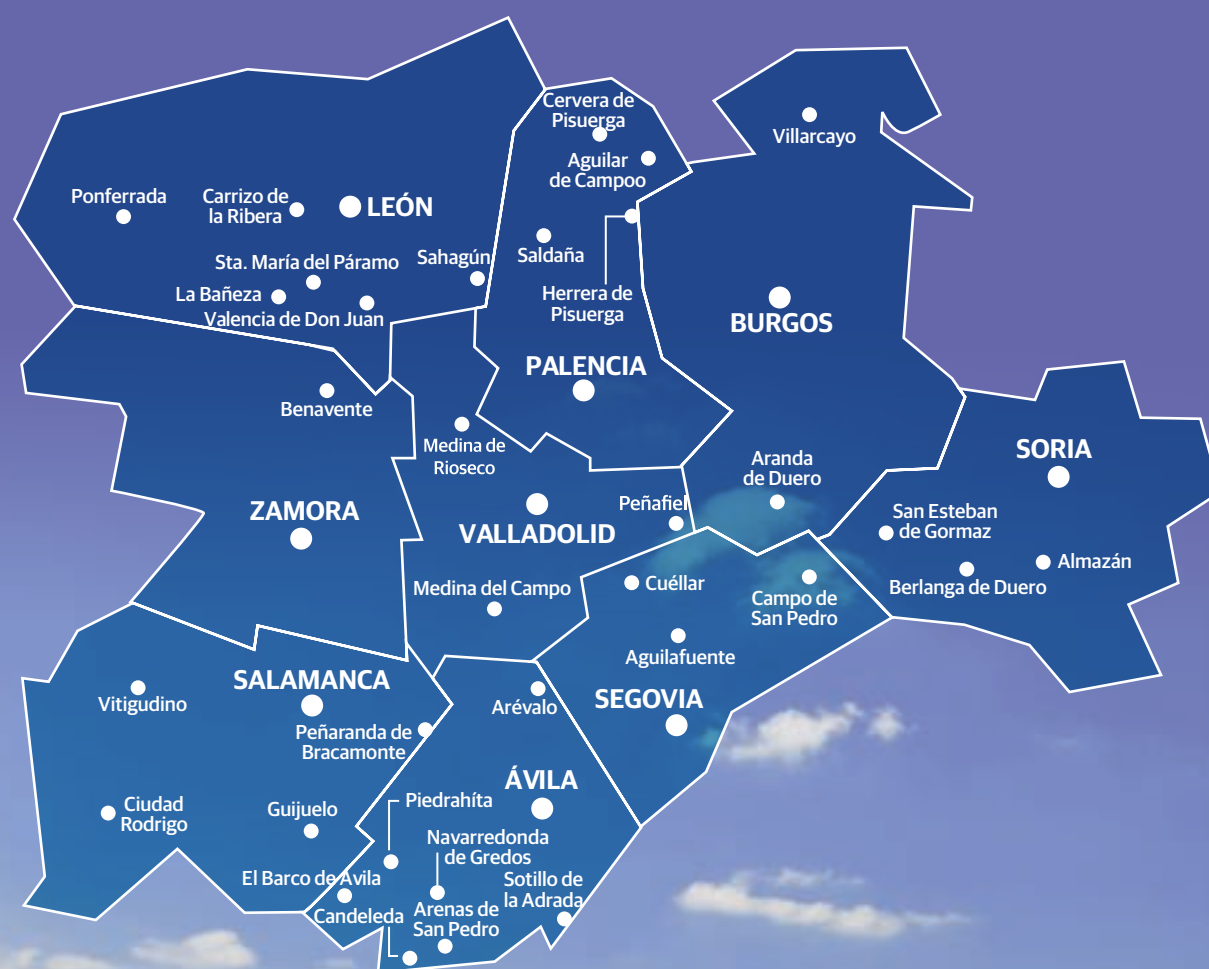 Cervera de
Pisuerga
Villarcayo
Aguilar
de Campoo
Ponferrada
Carrizo de
la Ribera
LEÓN
Sta. María del Páramo
Sahagún
Saldaña
La Bañeza
Valencia de Don Juan
Herrera de
Pisuerga
BURGOS
PALENCIA
Benavente
Medina de
Rioseco
Aranda
de Duero
SORIA
ZAMORA
VALLADOLID
Peñafiel
San Esteban
de Gormaz
Almazán
Berlanga de Duero
Medina del Campo
Cuéllar
Campo de
San Pedro
Aguilafuente
SALAMANCA
Vitigudino
Arévalo
SEGOVIA
Peñaranda de
Bracamonte
ÁVILA
Ciudad
Rodrigo
Guijuelo
Piedrahíta
Navarredonda
de Gredos
El Barco de Avila
Sotillo de
la Adrada
Candeleda
Arenas de
San Pedro